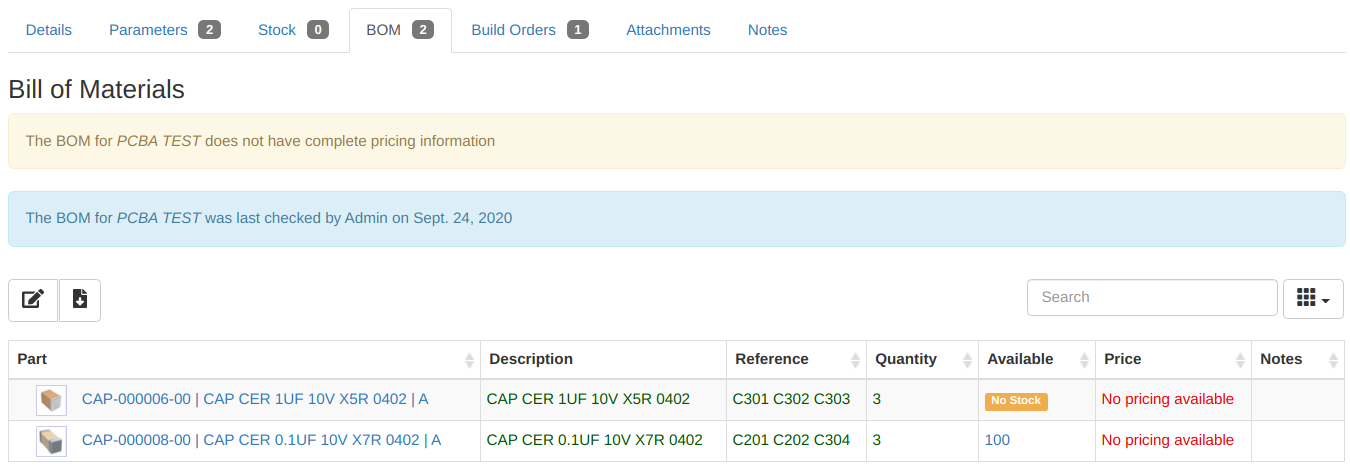 Details Parameters 2 Stock 0 BOM 2 Build Orders 1 Attachments Notes
Bill of Materials
The BOM for PCBA TEST does not have complete pricing information
The BOM for PCBA TEST was last checked by Admin on Sept. 24, 2020
Search
Part Description Reference Quantity Available Price Notes
CAP-000006-00 | CAP CER 1UF 10V X5R 0402 | A CAP CER 1UF 10V X5R 0402 C301 C302 C303 3 No Stock No pricing available
CAP-000008-00 | CAP CER 0.1UF 10V X7R 0402 | A CAP CER 0.1UF 10V X7R 0402 C201 C202 C304 3 100 No pricing available